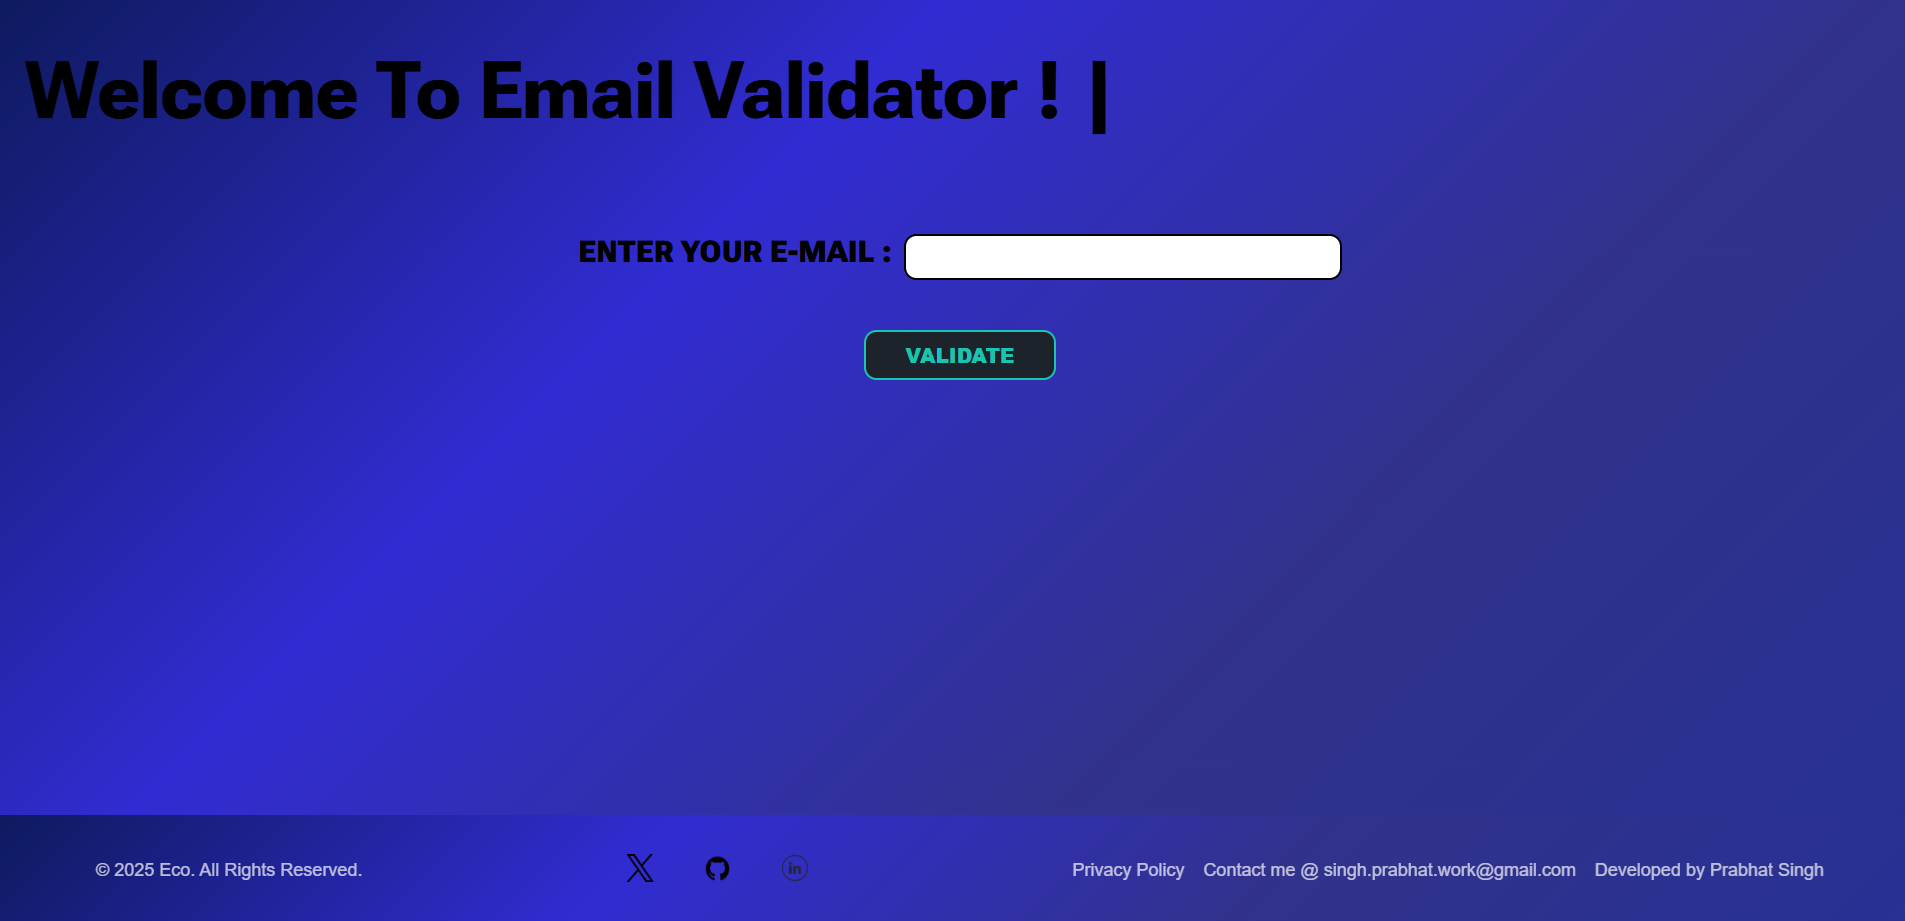 Welcome To Email Validator ! |
ENTER YOUR E-MAIL :
VALIDATE
© 2025 Eco. All Rights Reserved.
in
Privacy Policy Contact me @ singh.prabhat.work@gmail.com Developed by Prabhat Singh